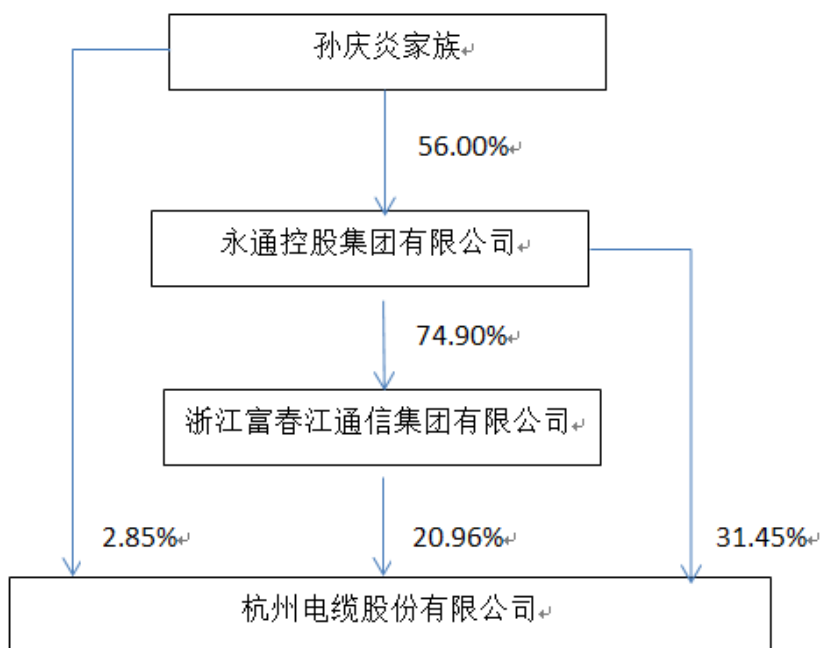 孙庆炎家族
56.00%
永通控股集团有限公司
74.90%
浙江富春江通信集团有限公司
2.85%
20.96%
31.45%
杭州电缆股份有限公司